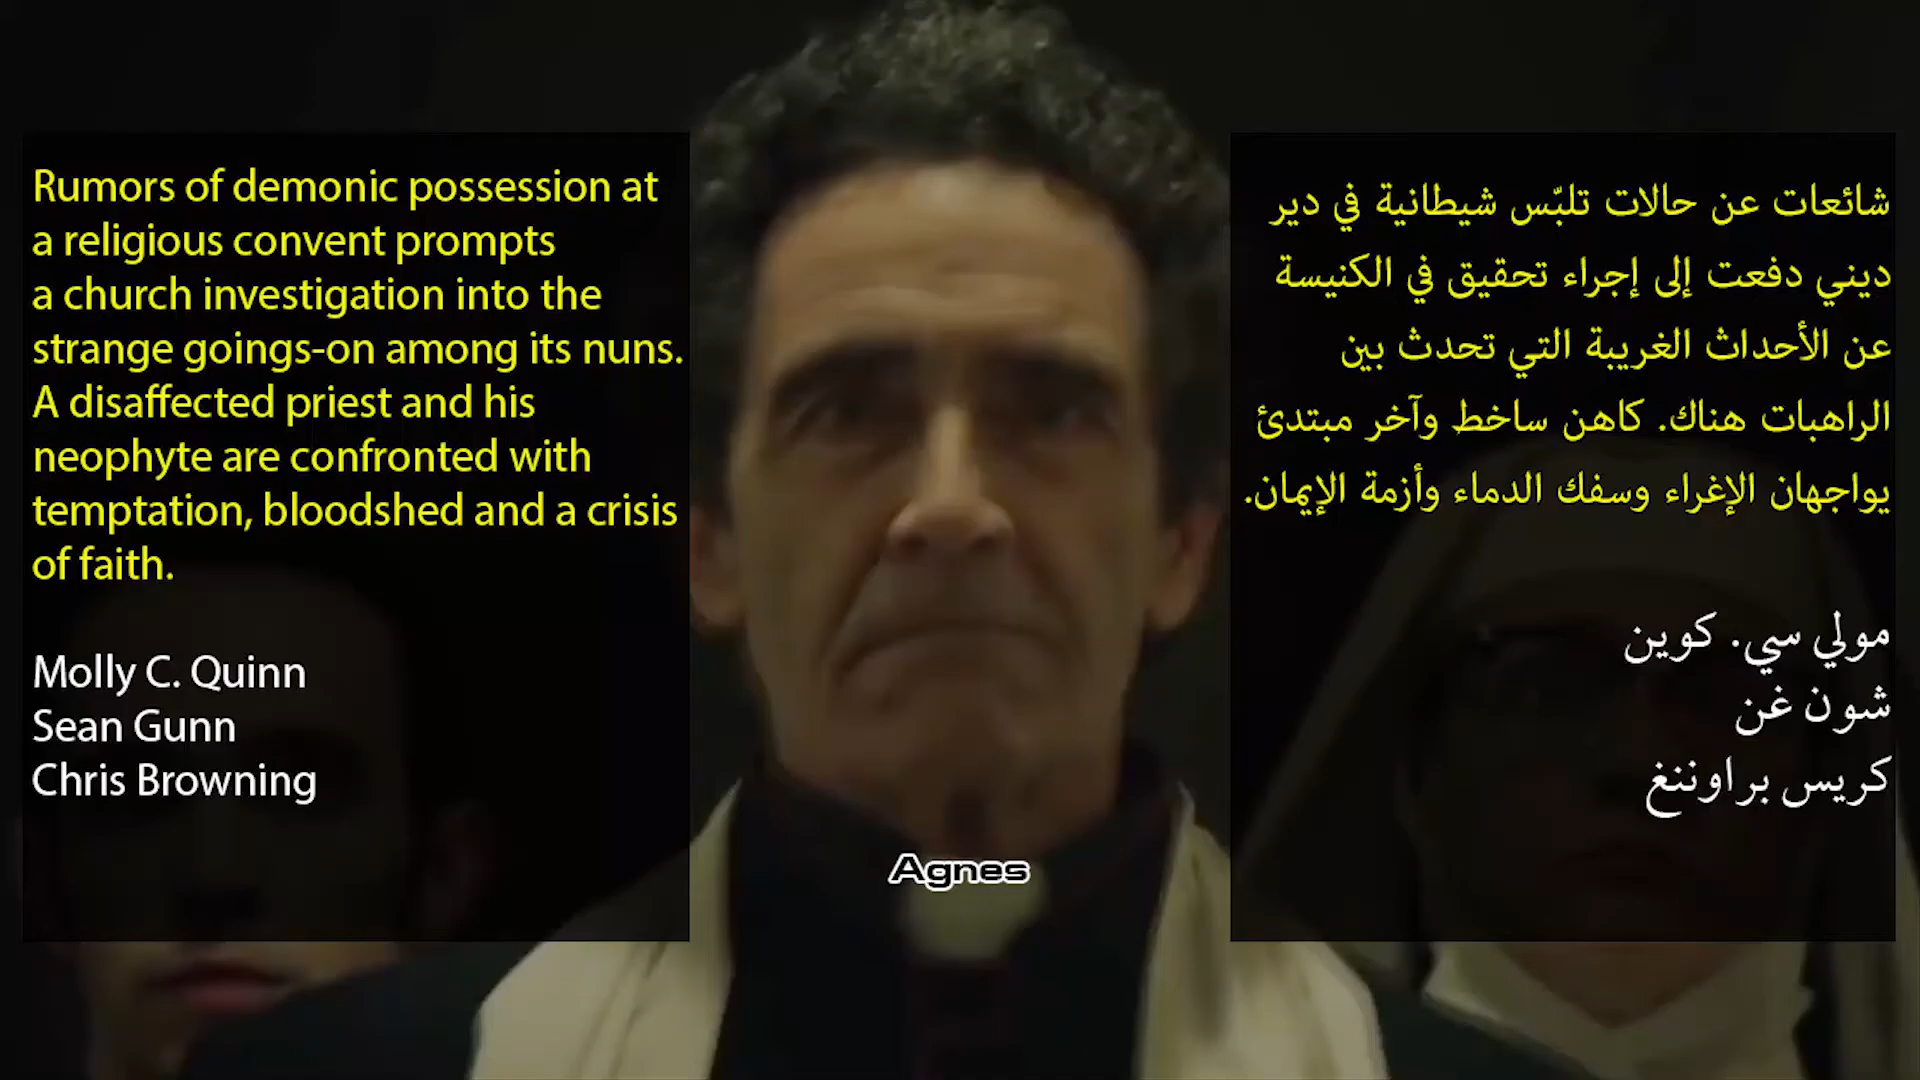 Rumors of demonic possession at
a religious convent prompts
a church investigation into the
strange goings-on among its nuns.
A disaffected priest and his
neophyte are confronted with
temptation, bloodshed and a crisis
of faith.
Molly C. Quinn
Sean Gunn
Chris Browning
شائعات عن حالات تلبّس شيطانية في دير
ديني دفعت إلى إجراء تحقيق في الكنيسة
عن الأحداث الغريبة التي تحدث بين
الراهبات هناك. كاهن ساخط وآخر مبتدئ
يواجهان الإغراء وسفك الدماء وأزمة الإيمان.
مولي سي. كوين
شون غن
كريس براوننغ
Agnes